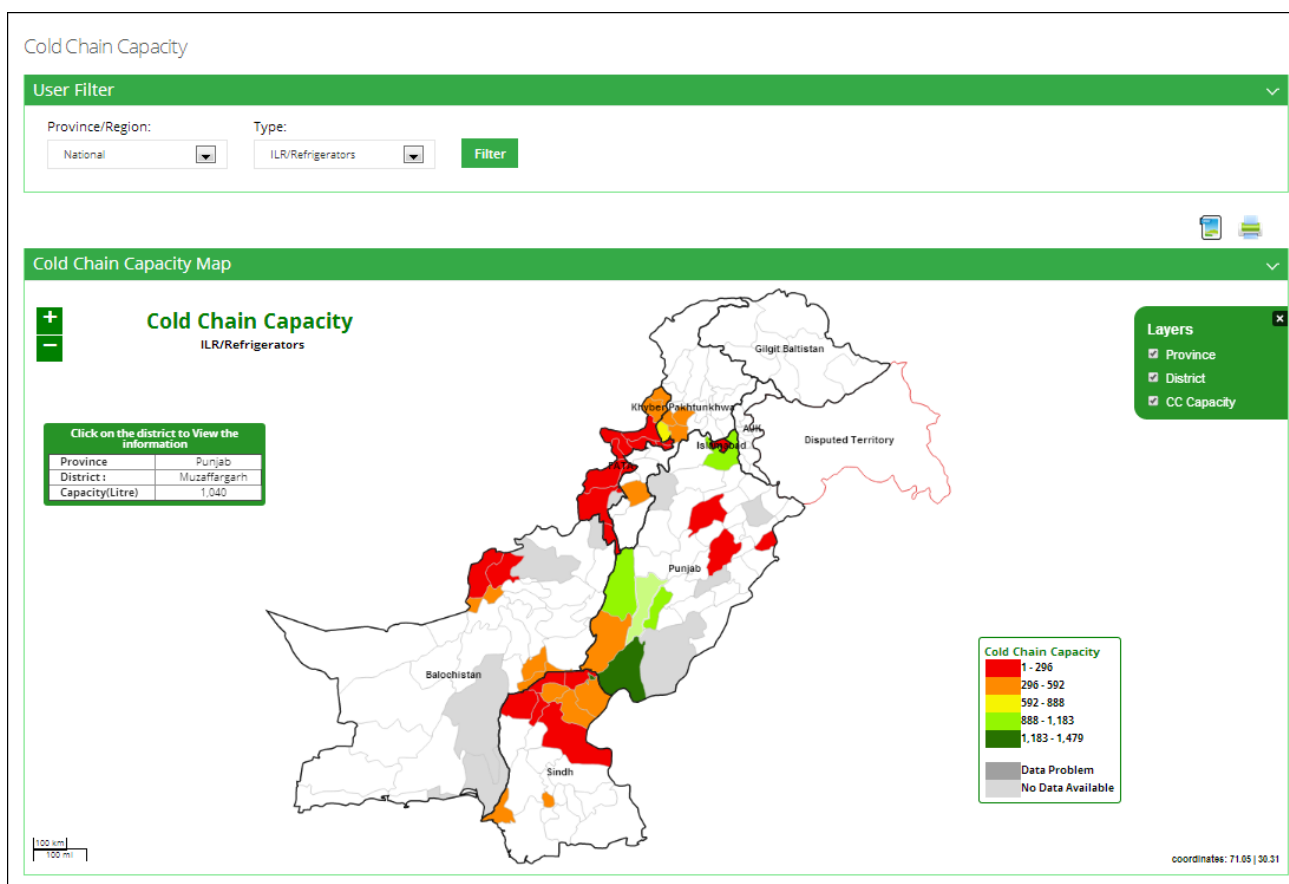 Cold Chain Capacity
User Filter
Province/Region:
Type:
National
ILR/Refrigerators
Filter
Cold Chain Capacity Map
+
−
Cold Chain Capacity
ILR/Refrigerators
Layers
Province
District
CC Capacity
Click on the district to View the
information
Province Punjab
District : Muzaffargarh
Capacity(Litre) 1,040
Gilgit Baltistan
Khyber Pakhtunkhwa
AJK
Islamabad
Disputed Territory
FATA
Punjab
Balochistan
Sindh
Cold Chain Capacity
1 - 296
296 - 592
592 - 888
888 - 1,183
1,183 - 1,479
Data Problem
No Data Available
100 km
100 mi
coordinates: 71.05 | 30.31